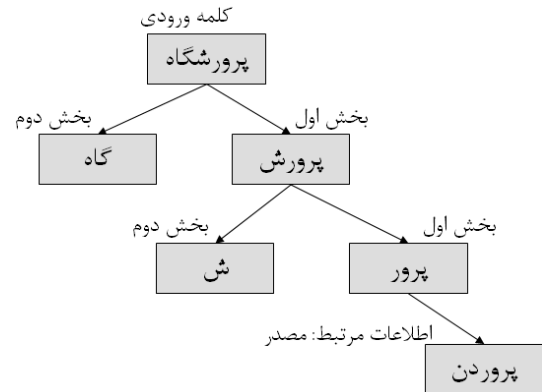 کلمه ورودی
پرورشگاه
بخش اول
بخش دوم
پرورش
گاه
بخش اول
بخش دوم
پرور
ش
اطلاعات مرتبط: مصدر
پروردن